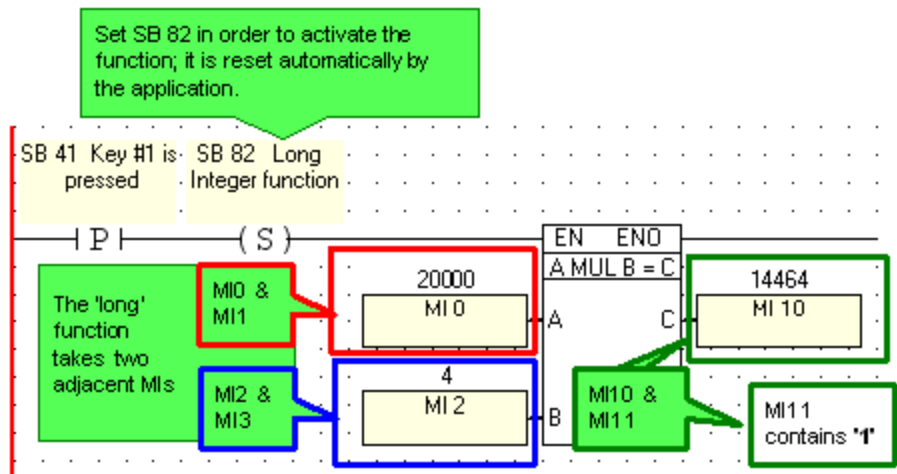 Set SB 82 in order to activate the
function; it is reset automatically by
the application.
SB 41 Key #1 is
pressed
SB 82 Long
Integer function
P
(S)
EN ENO
A MUL B = C
The 'long'
function
takes two
adjacent MIs
MI0 &
MI1
20000
MI 0
A
C
14464
MI 10
MI2 &
MI3
4
MI 2
B
MI10 &
MI11
MI11
contains "1"